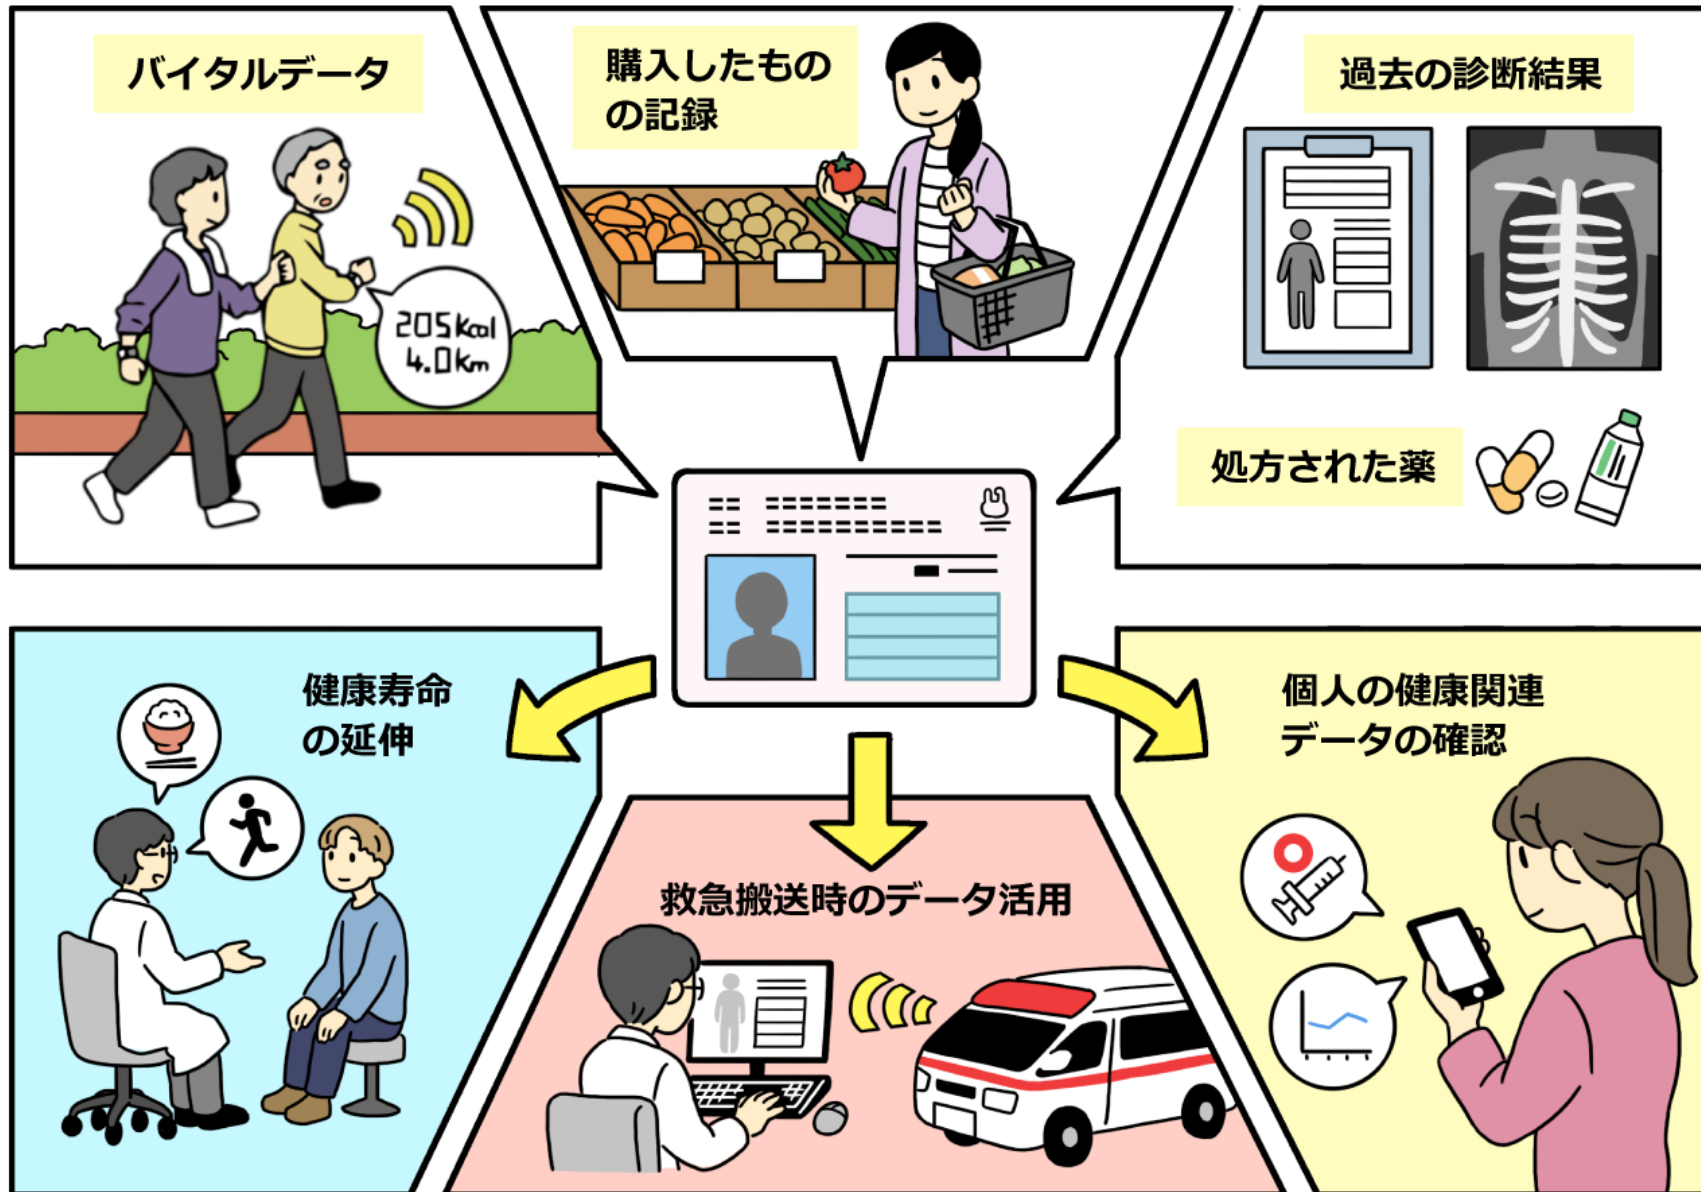 バイタルデータ
205kcal
4.0km
購入したもの
の記録
過去の診断結果
処方された薬
健康寿命
の延伸
救急搬送時のデータ活用
個人の健康関連
データの確認